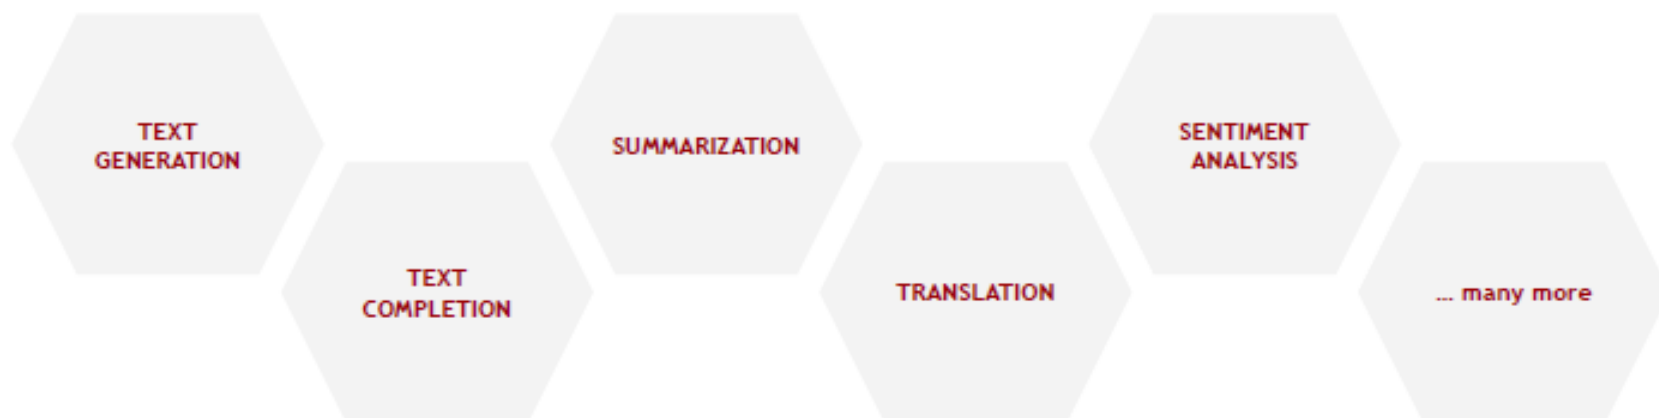 TEXT
GENERATION
TEXT
COMPLETION
SUMMARIZATION
TRANSLATION
SENTIMENT
ANALYSIS
... many more